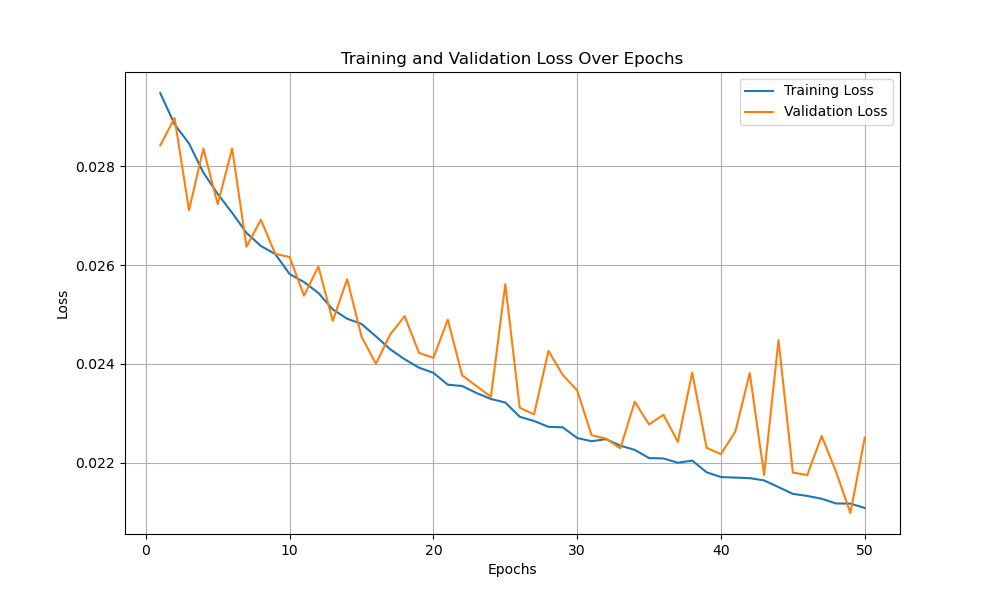 Training and Validation Loss Over Epochs
Training Loss
Validation Loss
0.028
0.026
0.024
0.022
Loss
0 10 20 30 40 50
Epochs